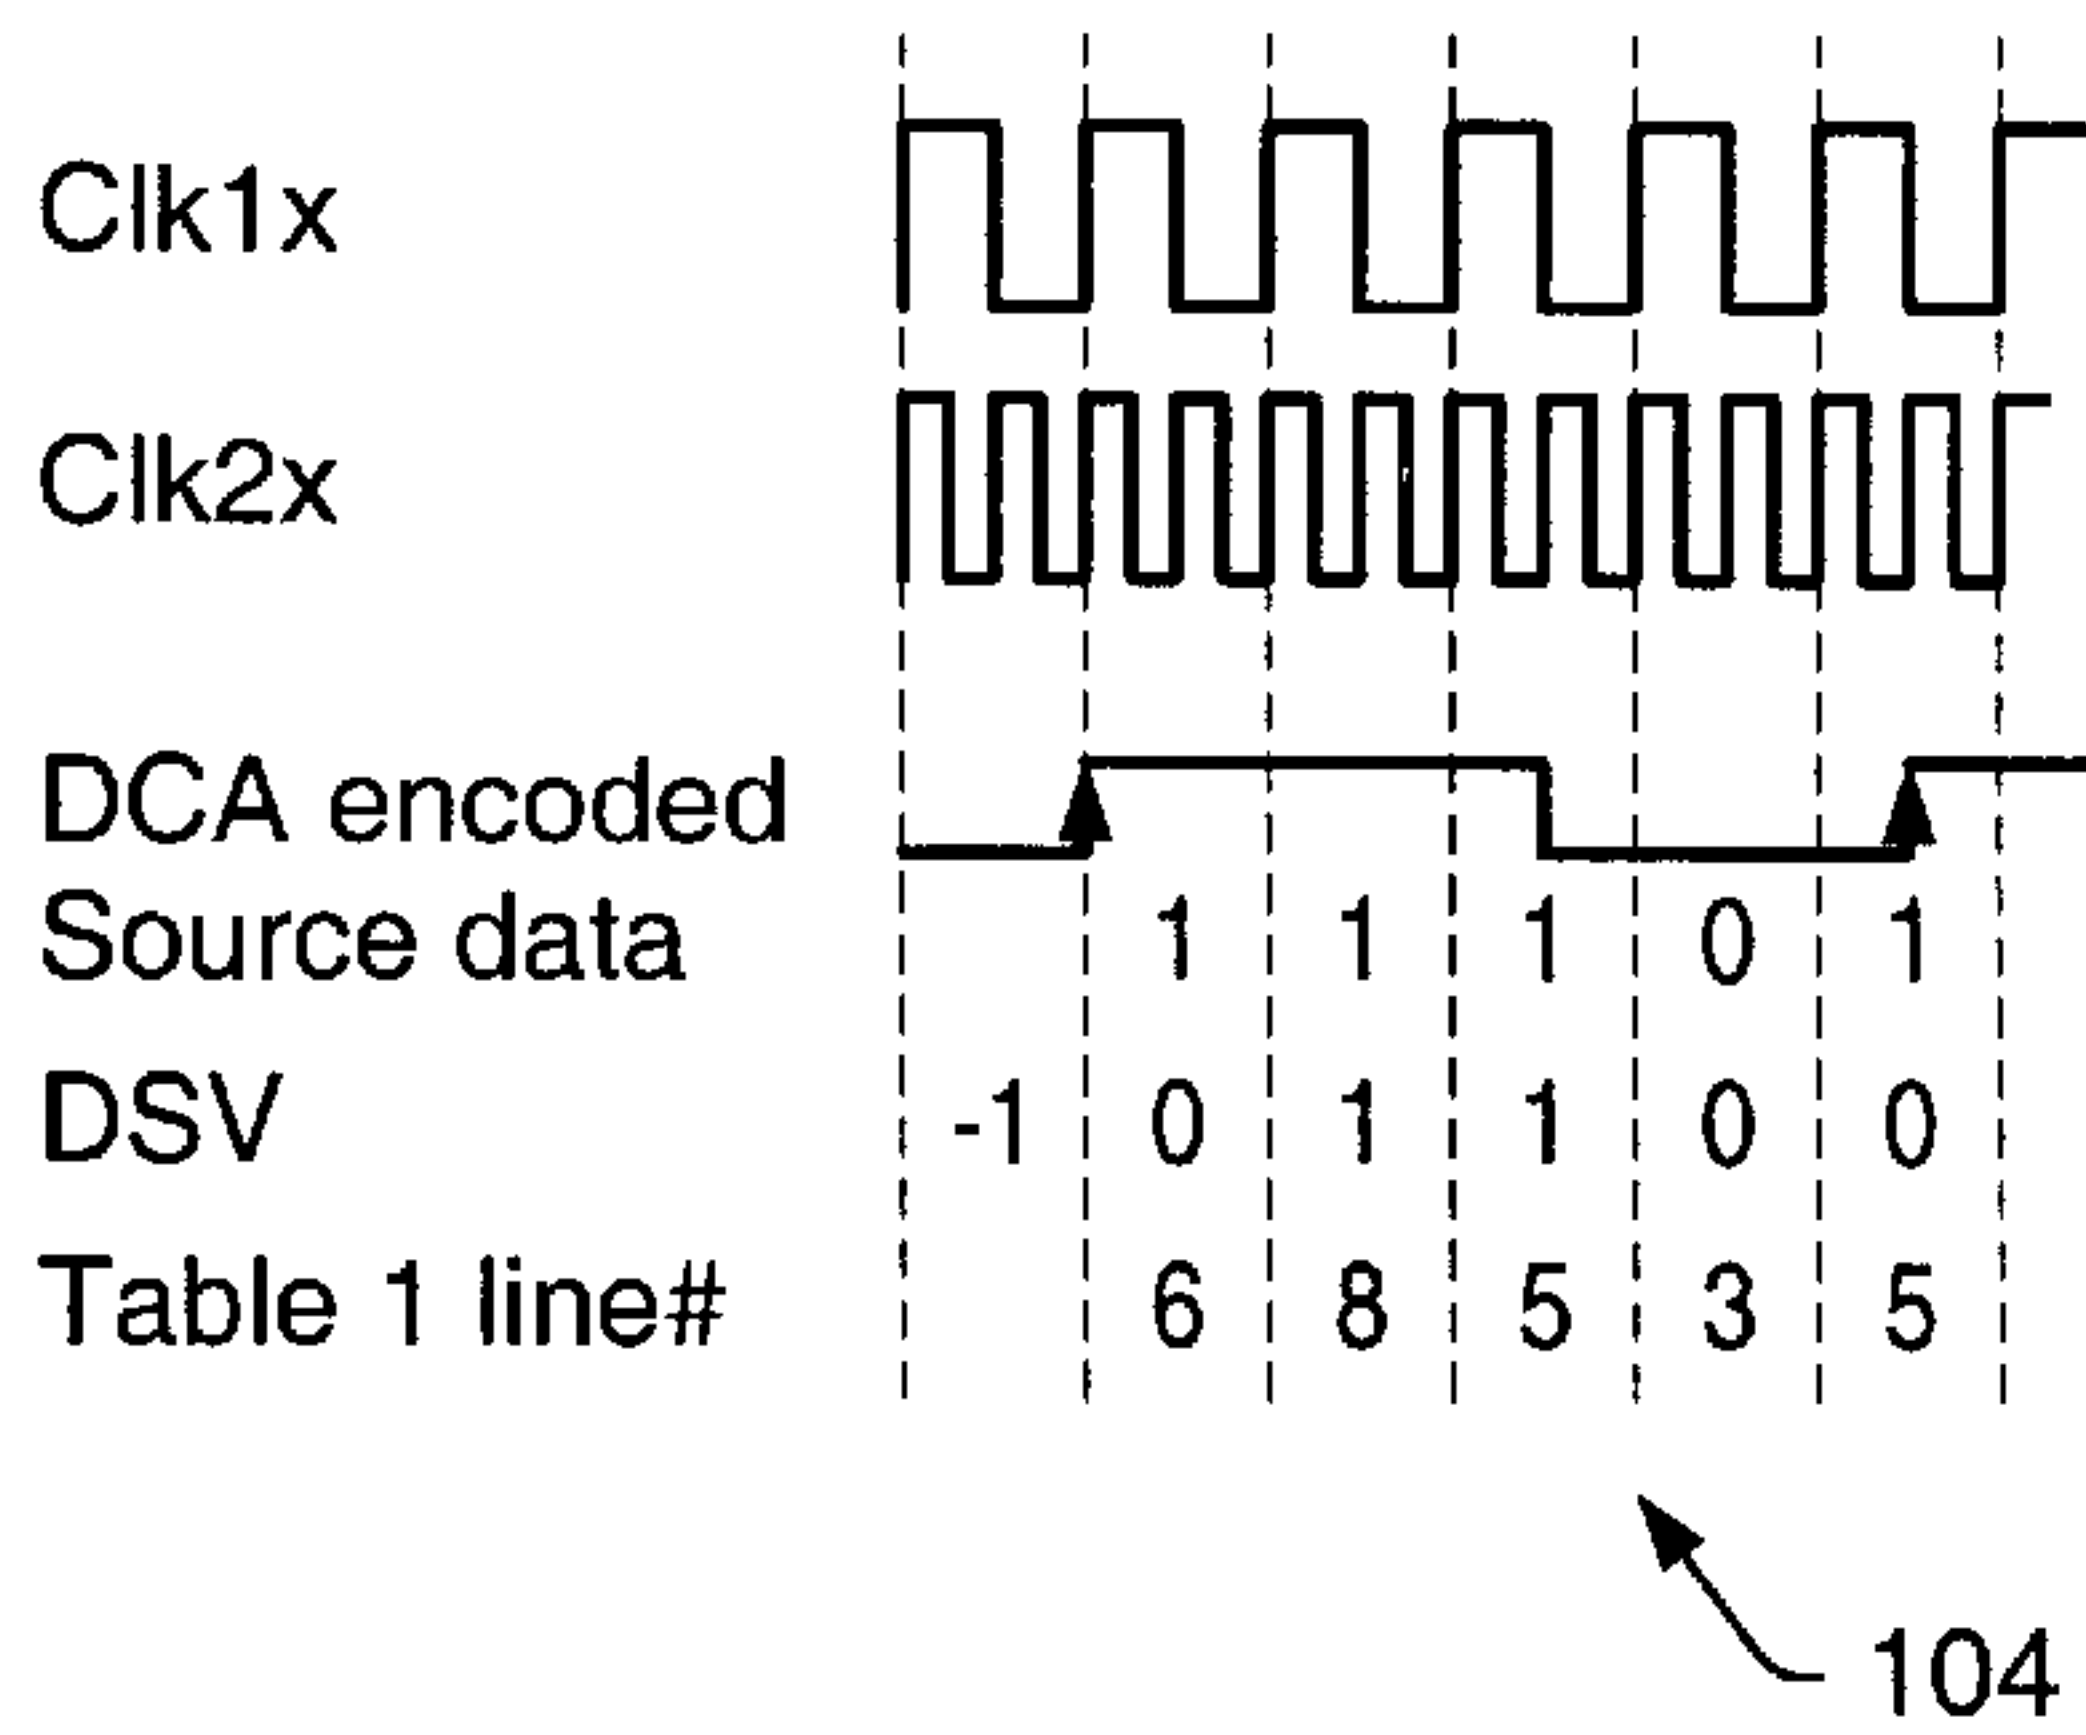 Clk1x
Clk2x
DCA encoded
Source data 1 1 1 0 1
DSV -1 0 1 1 0 0
Table 1 line# 6 8 5 3 5
104